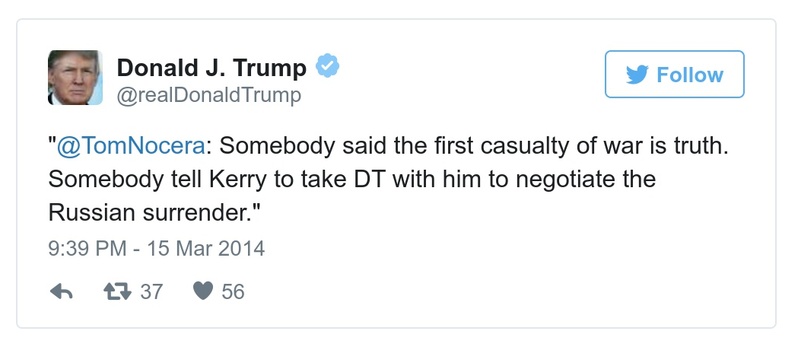 Donald J. Trump
@realDonaldTrump
Follow
"@TomNocera: Somebody said the first casualty of war is truth.
Somebody tell Kerry to take DT with him to negotiate the
Russian surrender."
9:39 PM - 15 Mar 2014
37 56